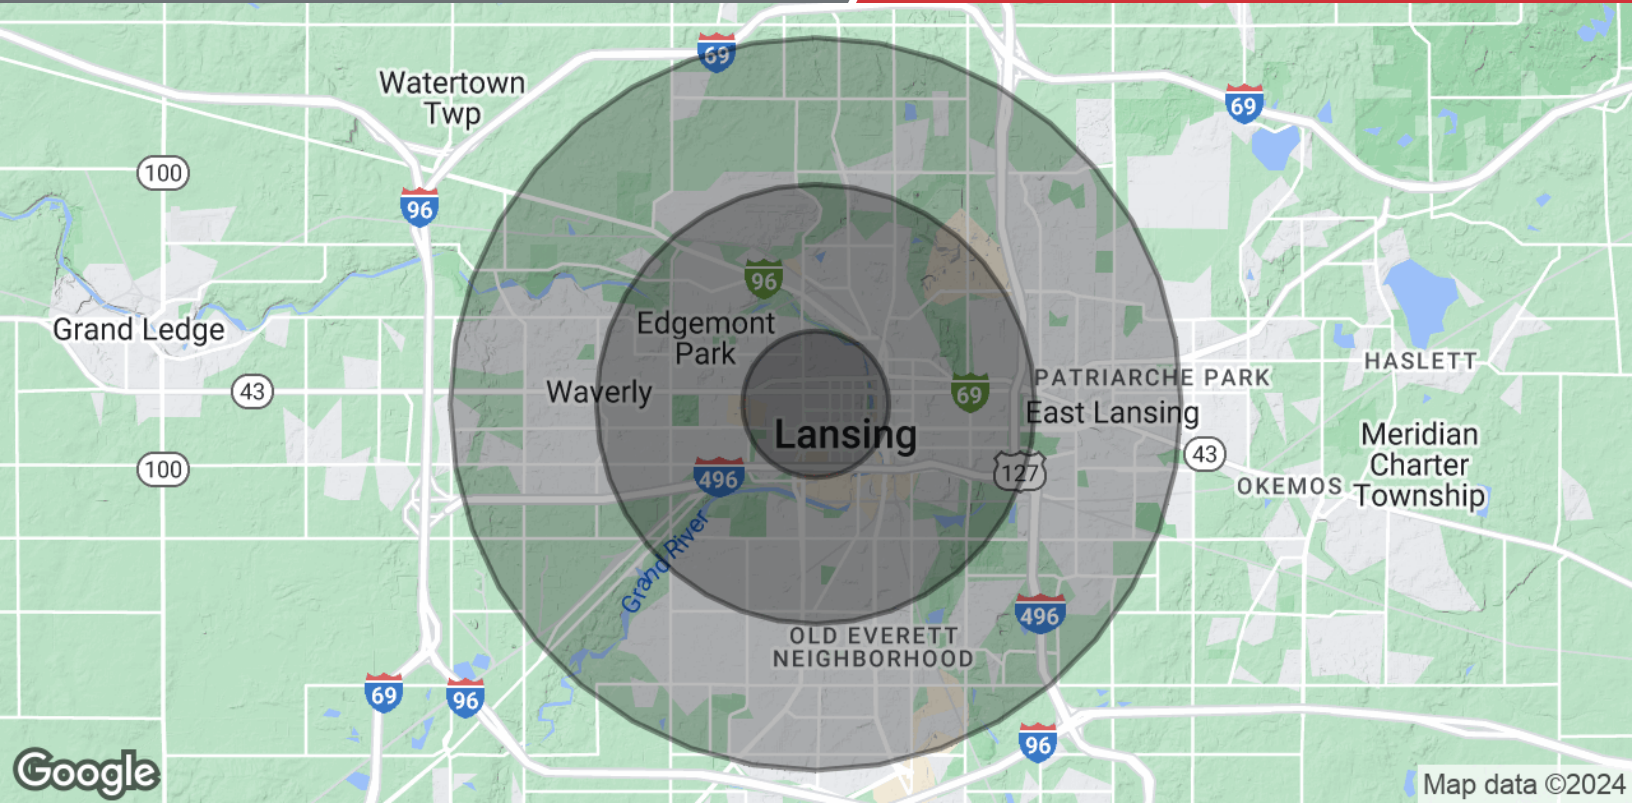 69
Watertown
Twp
69
100
96
96
Edgemont
Park
Grand Ledge
HASLETT
PATRIARCHE PARK
43
Waverly
69
East Lansing
Lansing
Meridian
Charter
Township
43
100
496
127
OKEMOS
Grand River
496
OLD EVERETT
NEIGHBORHOOD
69
96
96
Google
Map data ©2024